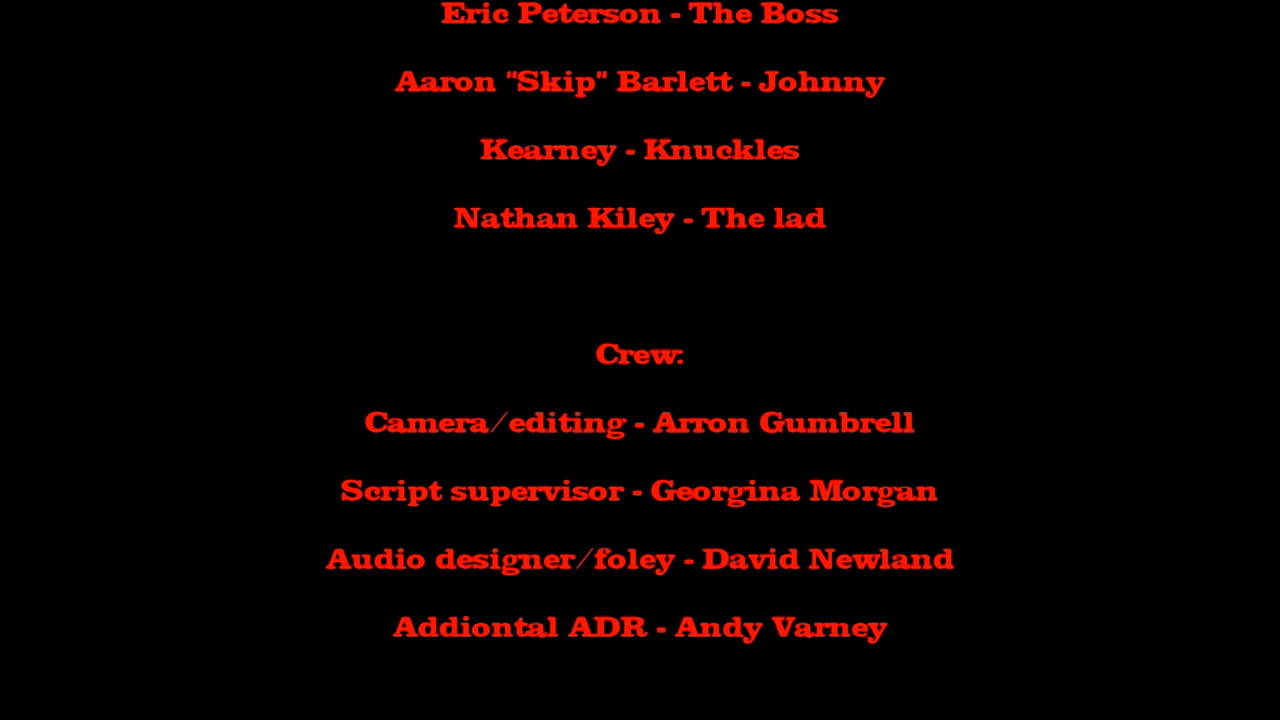 Eric Peterson - The Boss
Aaron "Skip" Barlett - Johnny
Kearney - Knuckles
Nathan Kiley - The lad
Crew:
Camera/editing - Arron Gumbrell
Script supervisor - Georgina Morgan
Audio designer/foley - David Newland
Addiontal ADR - Andy Varney